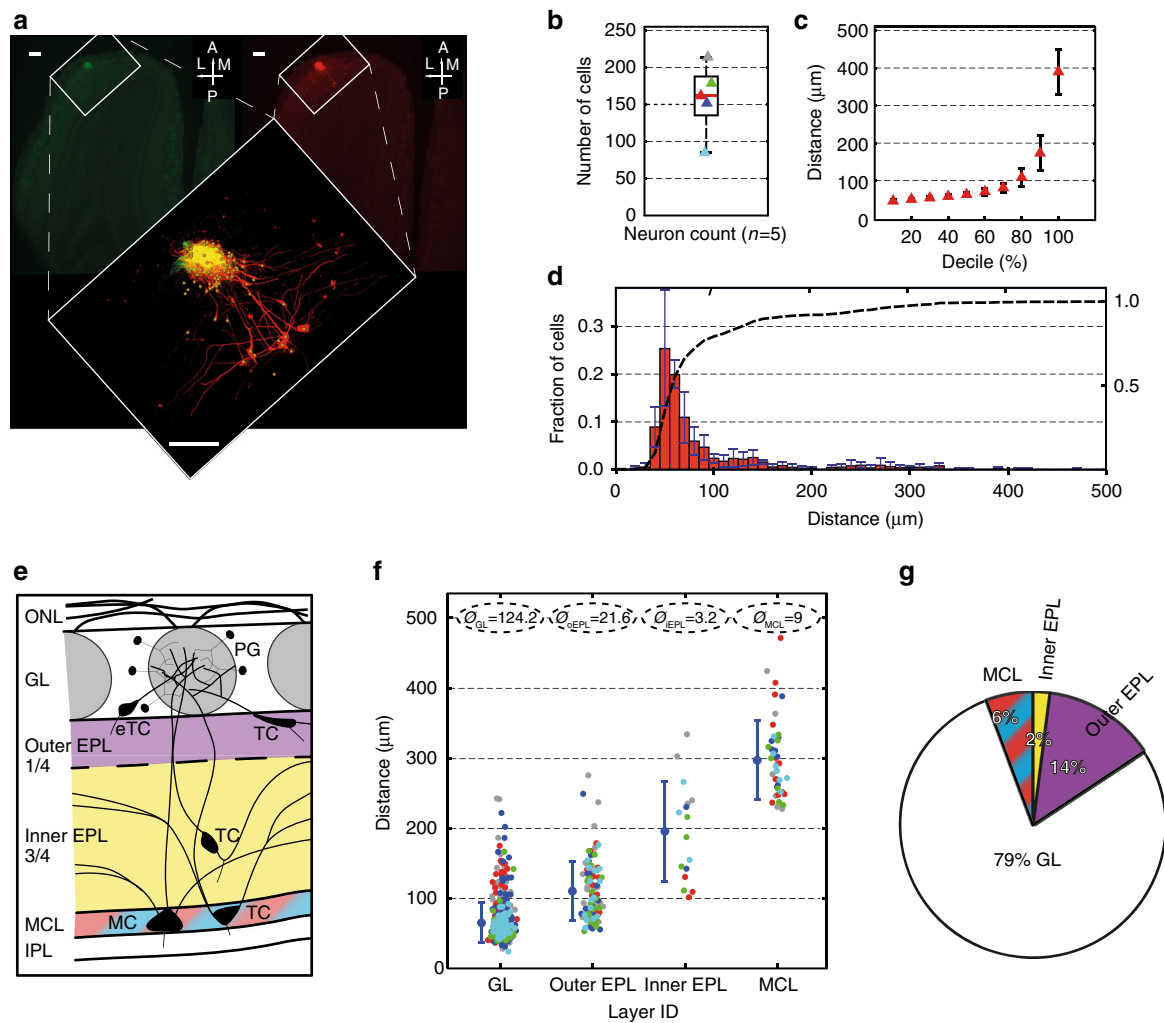 a
A
L M
P
A
L M
P
b
250
200
150
100
50
0
Number of cells
Neuron count (n=5)
c
500
400
300
200
100
0
Distance (μm)
20 40 60 80 100
Decile (%)
d
0.3
0.2
0.1
0.0
Fraction of cells
1.0
0.5
0 100 200 300 400 500
Distance (μm)
e
ONL
GL
PG
eTC
TC
Outer EPL
1/4
Inner EPL
3/4
TC
MCL
MC
TC
IPL
f
500
400
300
200
100
0
Distance (μm)
ØGL=124.2
ØoEPL=21.6
ØiEPL=3.2
ØMCL=9
GL Outer EPL Inner EPL MCL
Layer ID
g
MCL
Inner EPL
Outer EPL
6%
2%
14%
79% GL